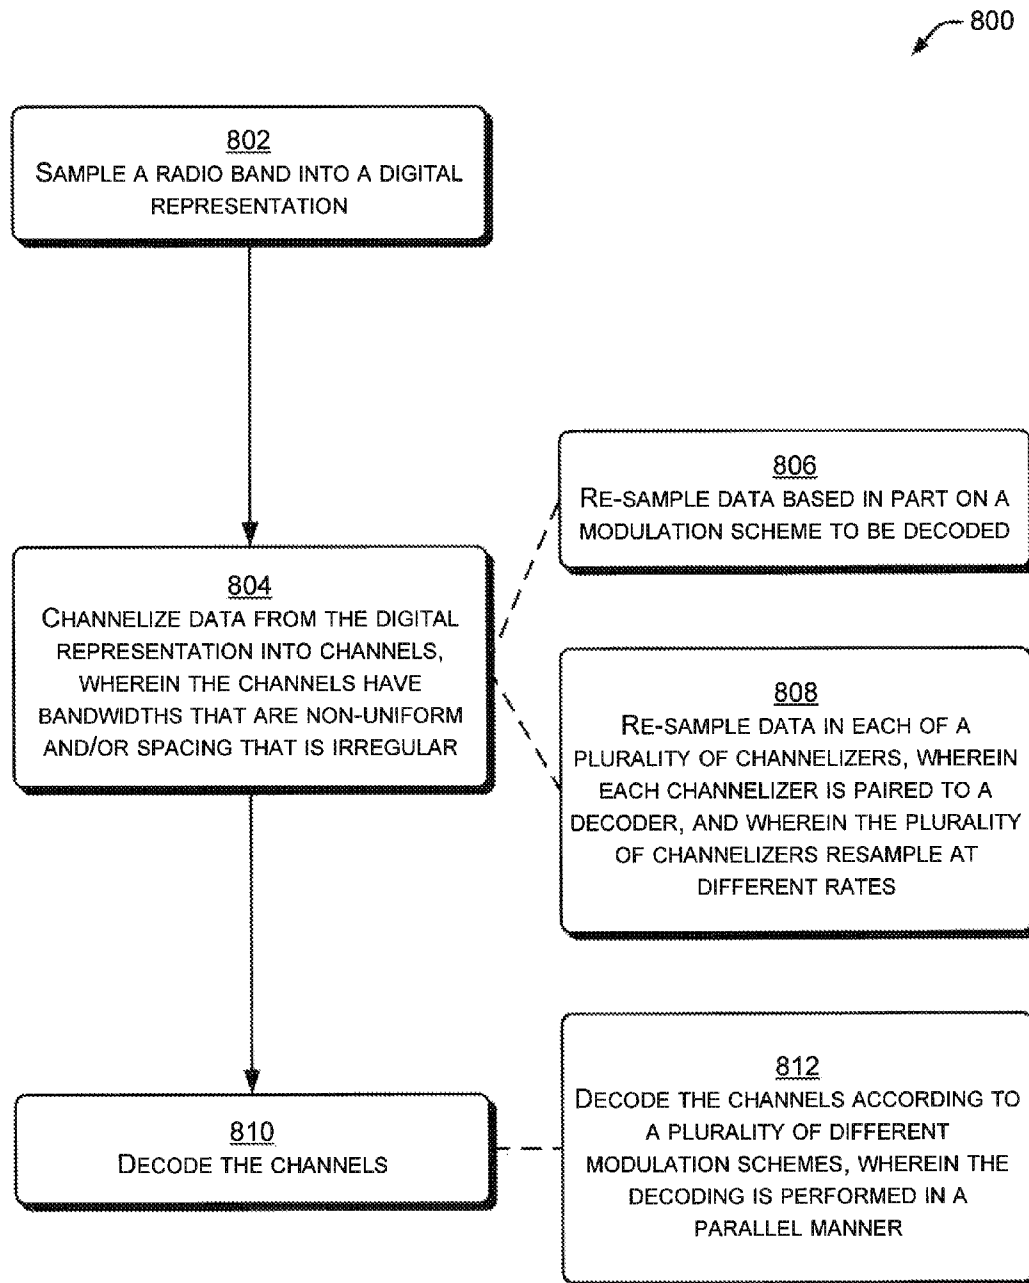 800
802
SAMPLE A RADIO BAND INTO A DIGITAL
REPRESENTATION
804
CHANNELIZE DATA FROM THE DIGITAL
REPRESENTATION INTO CHANNELS,
WHEREIN THE CHANNELS HAVE
BANDWIDTHS THAT ARE NON-UNIFORM
AND/OR SPACING THAT IS IRREGULAR
806
RE-SAMPLE DATA BASED IN PART ON A
MODULATION SCHEME TO BE DECODED
808
RE-SAMPLE DATA IN EACH OF A
PLURALITY OF CHANNELIZERS, WHEREIN
EACH CHANNELIZER IS PAIRED TO A
DECODER, AND WHEREIN THE PLURALITY
OF CHANNELIZERS RESAMPLE AT
DIFFERENT RATES
810
DECODE THE CHANNELS
812
DECODE THE CHANNELS ACCORDING TO
A PLURALITY OF DIFFERENT
MODULATION SCHEMES, WHEREIN THE
DECODING IS PERFORMED IN A
PARALLEL MANNER